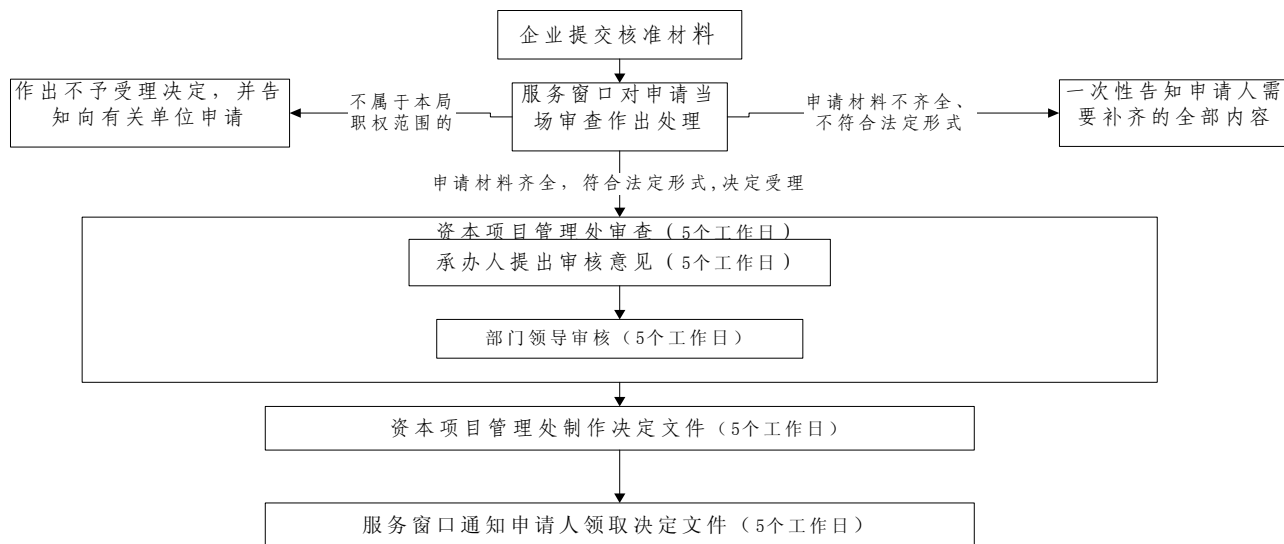 企业提交核准材料
作出不予受理决定，并告
知向有关单位申请
不属于本局
职权范围的
服务窗口对申请当
场审查作出处理
申请材料不齐全、
不符合法定形式
一次性告知申请人需
要补齐的全部内容
申请材料齐全，符合法定形式,决定受理
资本项目管理处审查（5个工作日）
承办人提出审核意见（5个工作日）
部门领导审核（5个工作日）
资本项目管理处制作决定文件（5个工作日）
服务窗口通知申请人领取决定文件（5个工作日）